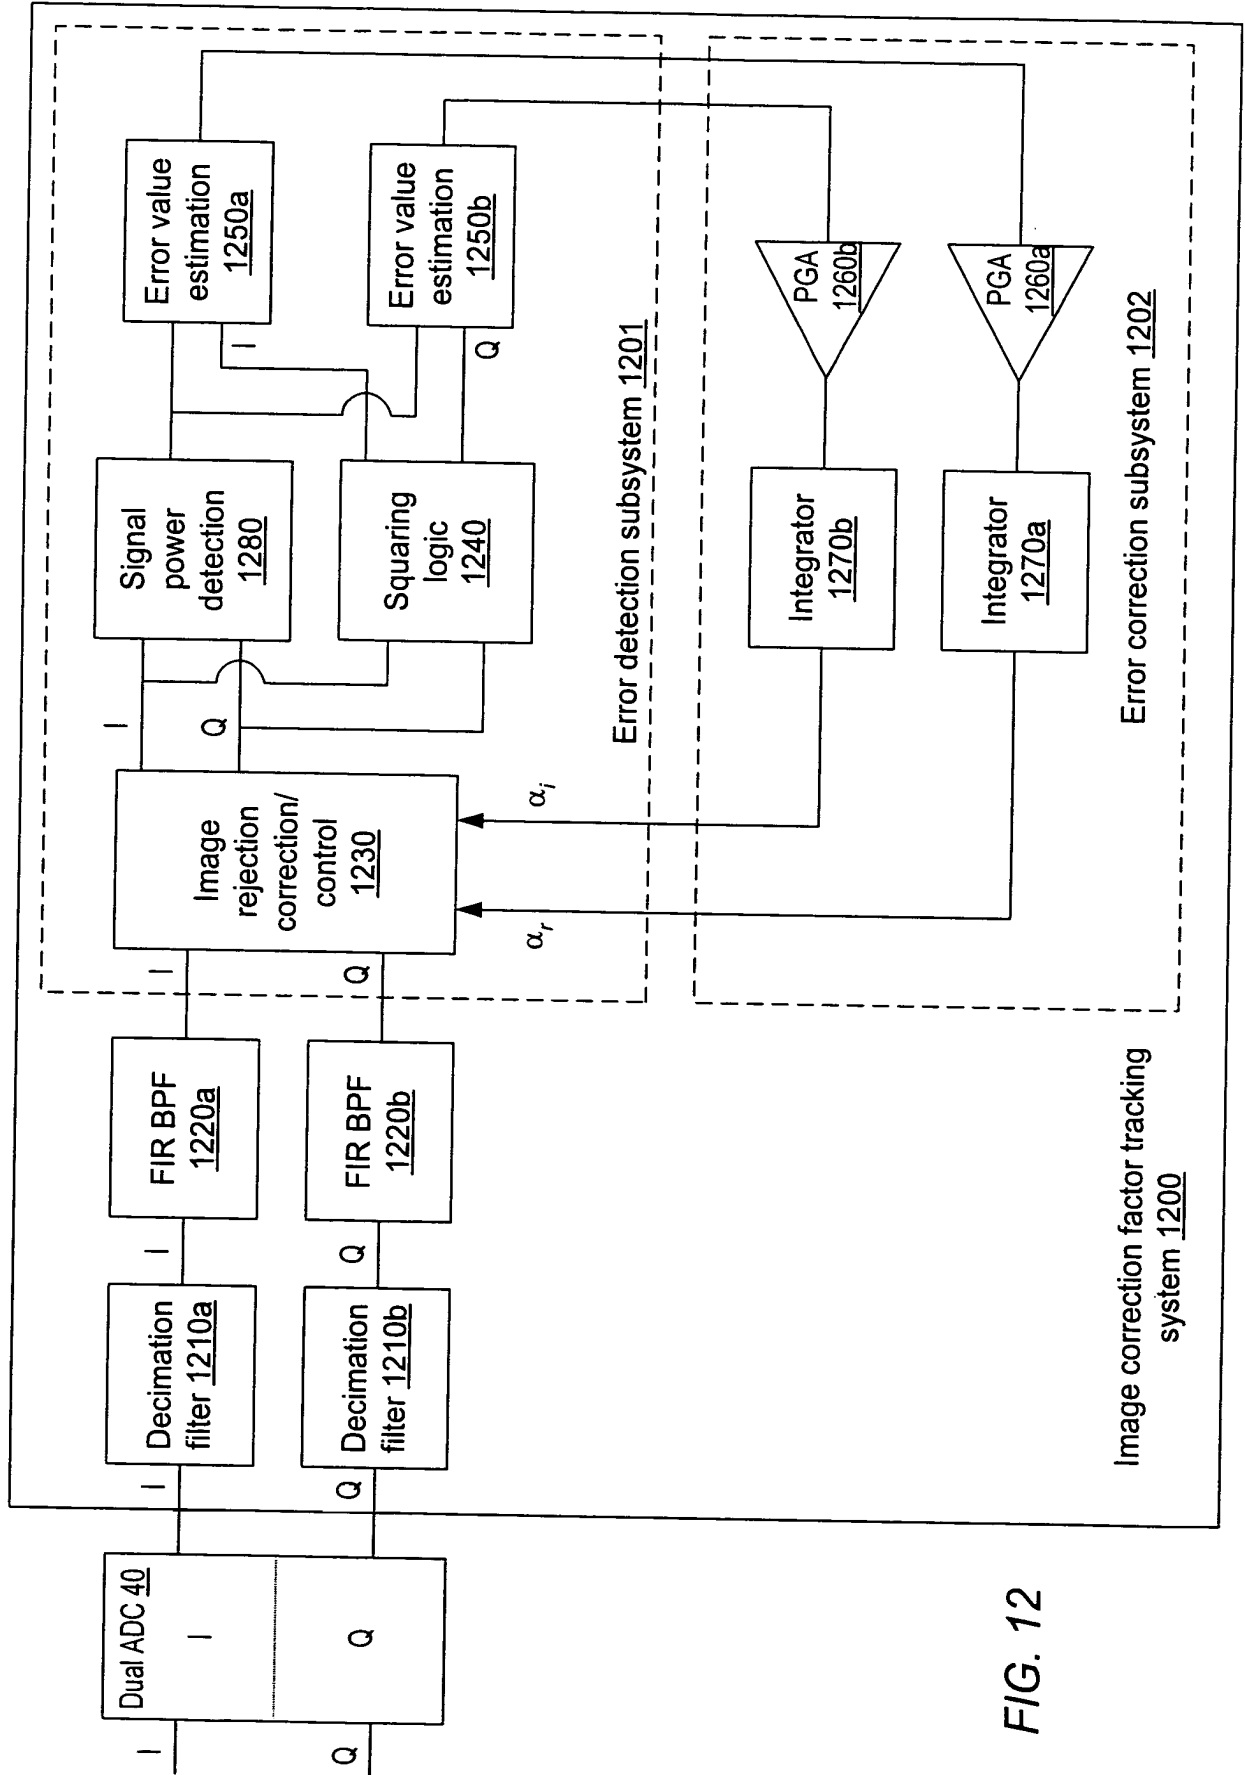 I
Q
Dual ADC 40
I
Q
I
Q
Decimation
filter 1210a
Decimation
filter 1210b
I
Q
FIR BPF
1220a
FIR BPF
1220b
I
Q
Image
rejection
correction/
control
1230
αr
αi
I
Q
Signal
power
detection
1280
Squaring
logic
1240
I
Q
Error value
estimation
1250a
Error value
estimation
1250b
Error detection subsystem 1201
Integrator
1270b
PGA
1260b
Integrator
1270a
PGA
1260a
Error correction subsystem 1202
Image correction factor tracking
system 1200
FIG. 12